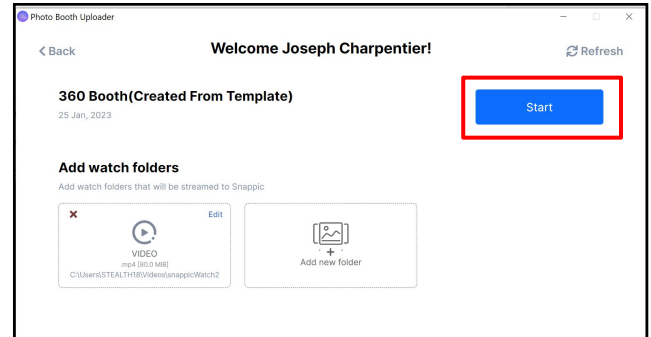 Photo Booth Uploader
Back
Welcome Joseph Charpentier!
Refresh
360 Booth(Created From Template)
25 Jan, 2023
Start
Add watch folders
Add watch folders that will be streamed to Snappic
Edit
VIDEO
.mp4 [80.0 MiB]
C:\Users\STEALTH18\Videos\snappicWatch2
Add new folder